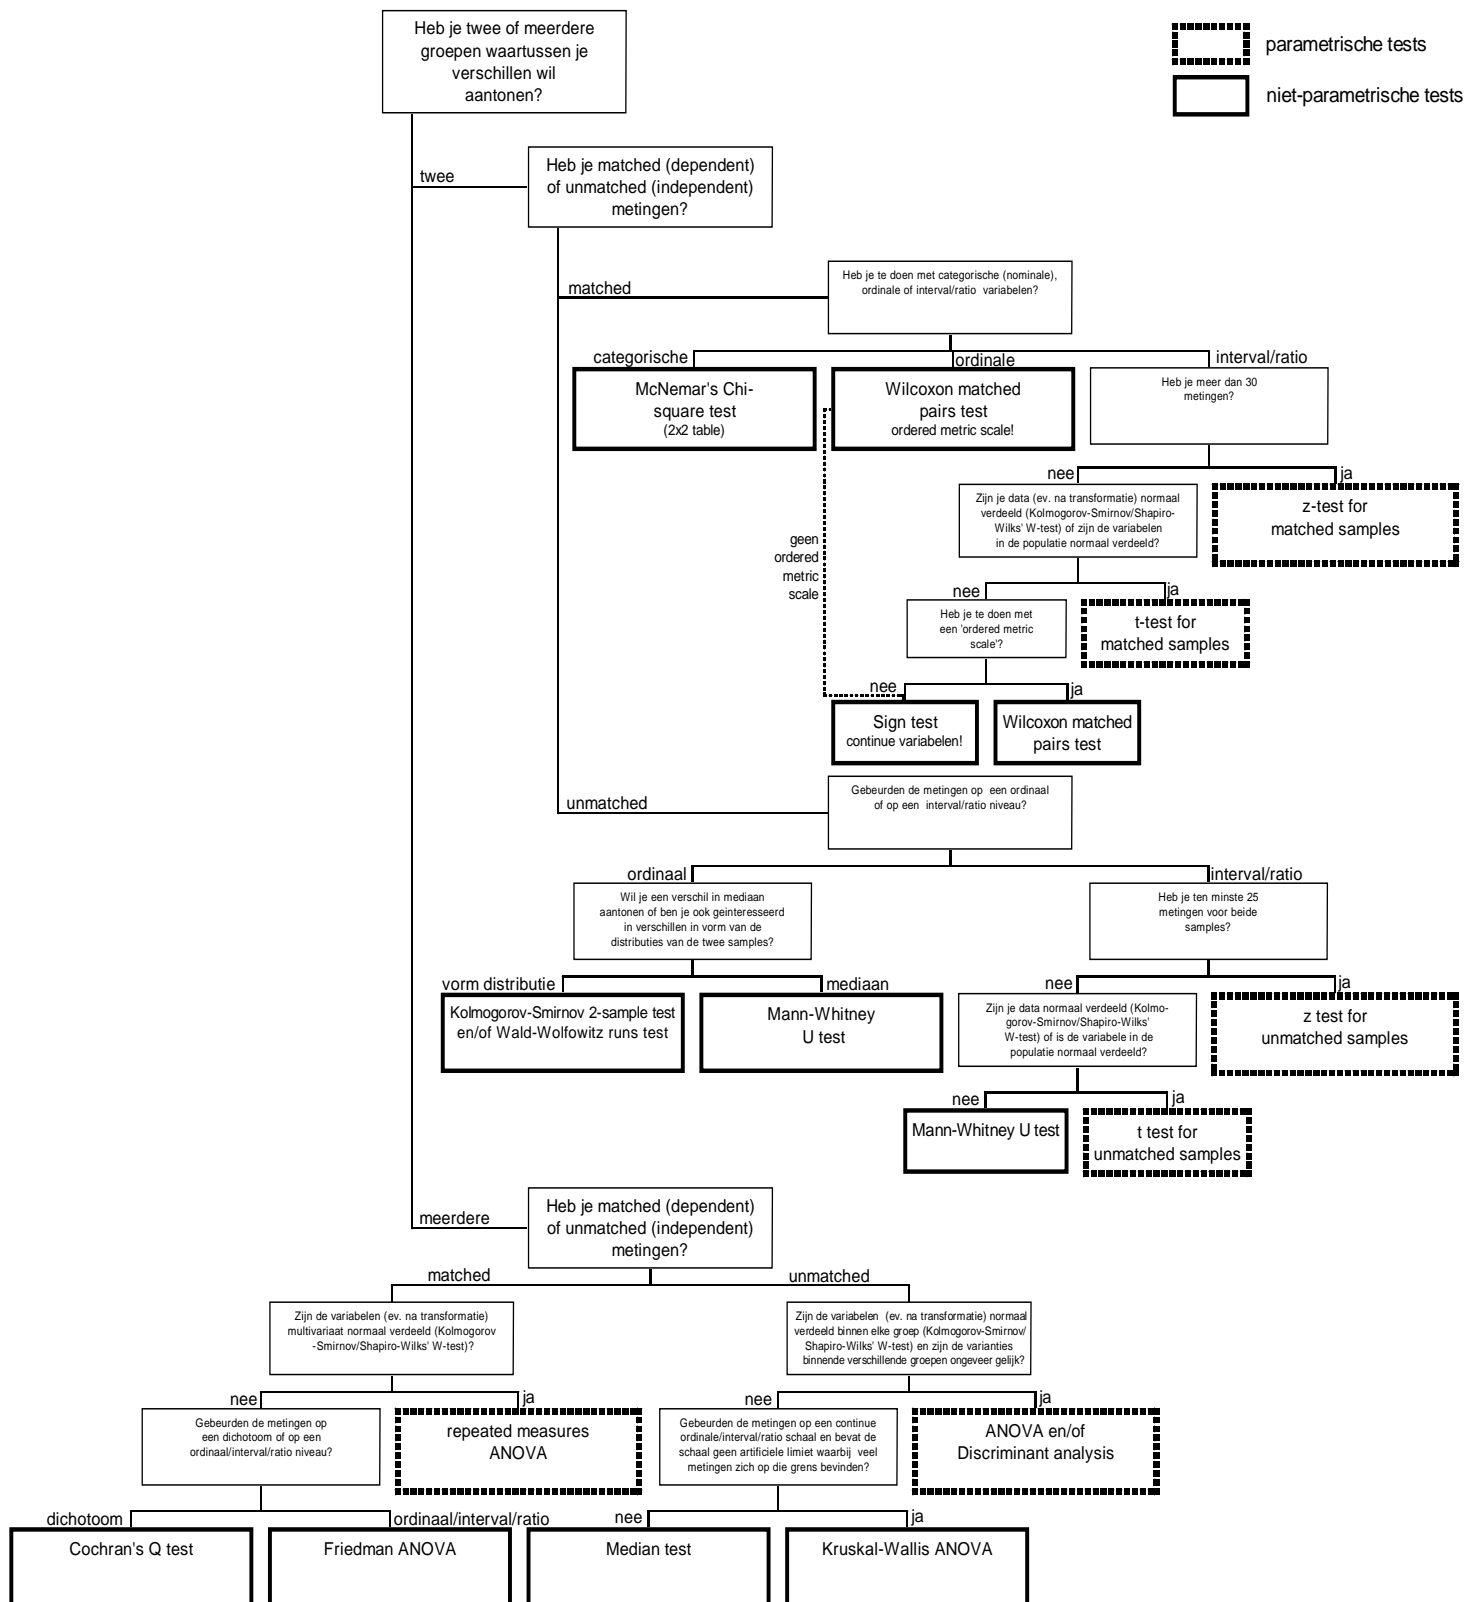 Heb je twee of meerdere
groepen waartussen je
verschillen wil
aantonen?
parametrische tests
niet-parametrische tests
twee
Heb je matched (dependent)
of unmatched (independent)
metingen?
matched
Heb je te doen met categorische (nominale),
ordinale of interval/ratio variabelen?
categorische
ordinale
interval/ratio
McNemar's Chi-
square test
(2x2 table)
Wilcoxon matched
pairs test
ordered metric scale!
Heb je meer dan 30
metingen?
nee
ja
Zijn je data (ev. na transformatie) normaal
verdeeld (Kolmogorov-Smirnov/Shapiro-
Wilks' W-test) of zijn de variabelen
in de populatie normaal verdeeld?
z-test for
matched samples
geen
ordered
metric
scale
nee
ja
Heb je te doen met
een 'ordered metric
scale'?
t-test for
matched samples
nee
ja
Sign test
continue variabelen!
Wilcoxon matched
pairs test
unmatched
Gebeurden de metingen op een ordinaal
of op een interval/ratio niveau?
ordinaal
interval/ratio
Wil je een verschil in mediaan
aantonen of ben je ook geinteresseerd
in verschillen in vorm van de
distributies van de twee samples?
Heb je ten minste 25
metingen voor beide
samples?
vorm distributie
mediaan
nee
ja
Kolmogorov-Smirnov 2-sample test
en/of Wald-Wolfowitz runs test
Mann-Whitney
U test
Zijn je data normaal verdeeld (Kolmo-
gorov-Smirnov/Shapiro-Wilks'
W-test) of is de variabele in de
populatie normaal verdeeld?
z test for
unmatched samples
nee
ja
Mann-Whitney U test
t test for
unmatched samples
meerdere
Heb je matched (dependent)
of unmatched (independent)
metingen?
matched
unmatched
Zijn de variabelen (ev. na transformatie)
multivariaat normaal verdeeld (Kolmogorov
-Smirnov/Shapiro-Wilks' W-test)?
Zijn de variabelen (ev. na transformatie) normaal
verdeeld binnen elke groep (Kolmogorov-Smirnov/
Shapiro-Wilks' W-test) en zijn de varianties
binnende verschillende groepen ongeveer gelijk?
nee
ja
nee
ja
Gebeurden de metingen op
een dichotoom of op een
ordinaal/interval/ratio niveau?
repeated measures
ANOVA
Gebeurden de metingen op een continue
ordinale/interval/ratio schaal en bevat de
schaal geen artificiele limiet waarbij veel
metingen zich op die grens bevinden?
ANOVA en/of
Discriminant analysis
dichotoom
ordinaal/interval/ratio
nee
ja
Cochran's Q test
Friedman ANOVA
Median test
Kruskal-Wallis ANOVA